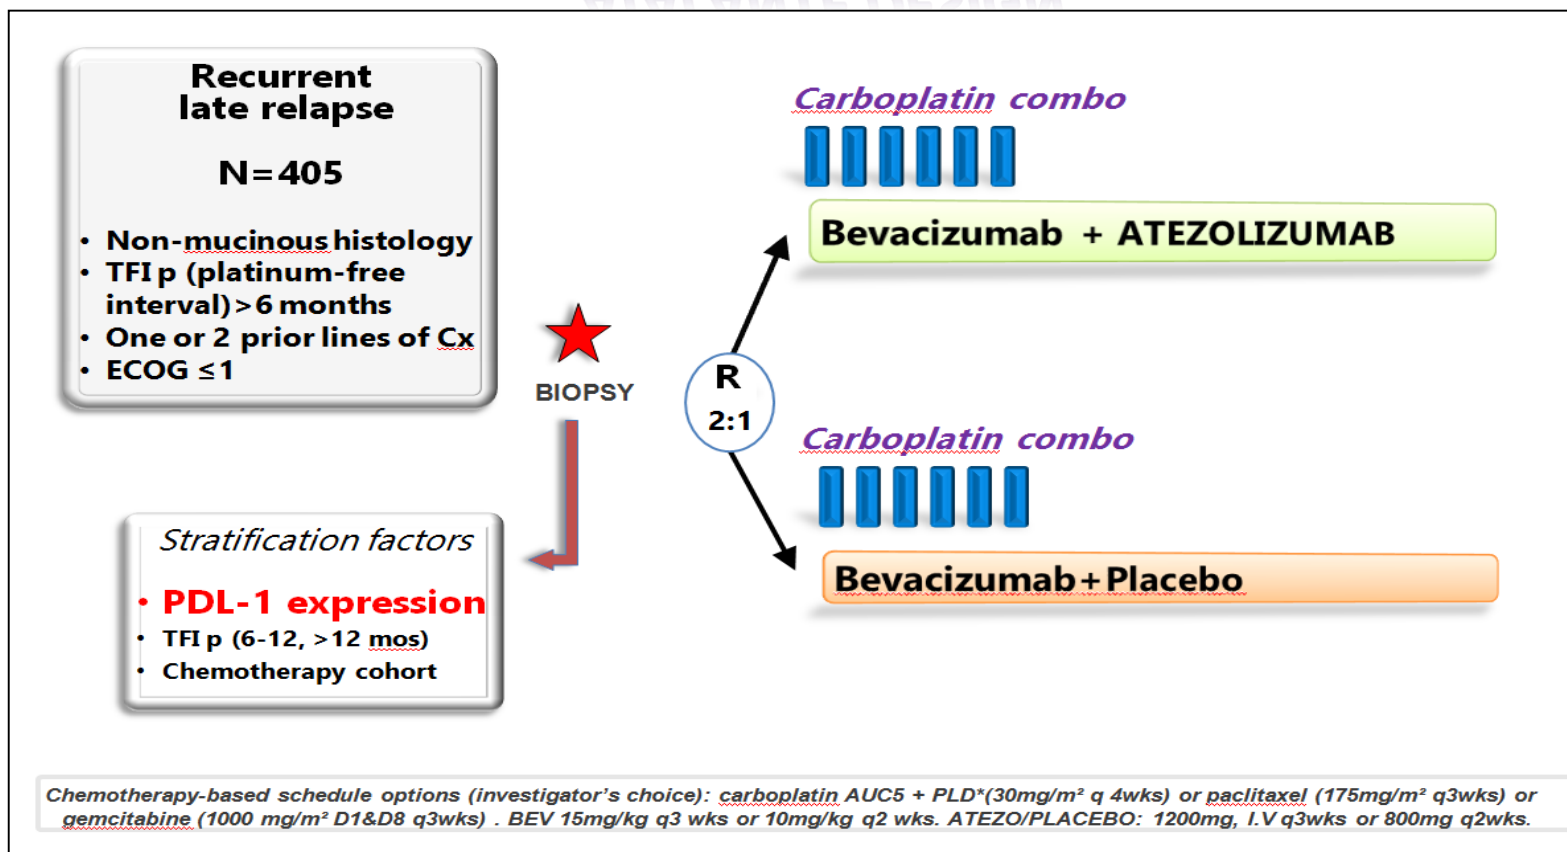 Recurrent
late relapse
N=405
• Non-mucinous histology
• TFI p (platinum-free
interval)>6 months
• One or 2 prior lines of Cx
• ECOG ≤1
BIOPSY
Stratification factors
• PDL-1 expression
• TFI p (6-12, >12 mos)
• Chemotherapy cohort
R
2:1
Carboplatin combo
Bevacizumab + ATEZOLIZUMAB
Carboplatin combo
Bevacizumab+Placebo
Chemotherapy-based schedule options (investigator's choice): carboplatin AUC5 + PLD*(30mg/m² q 4wks) or paclitaxel (175mg/m² q3wks) or
gemcitabine (1000 mg/m² D1&D8 q3wks) . BEV 15mg/kg q3 wks or 10mg/kg q2 wks. ATEZO/PLACEBO: 1200mg, I.V q3wks or 800mg q2wks.